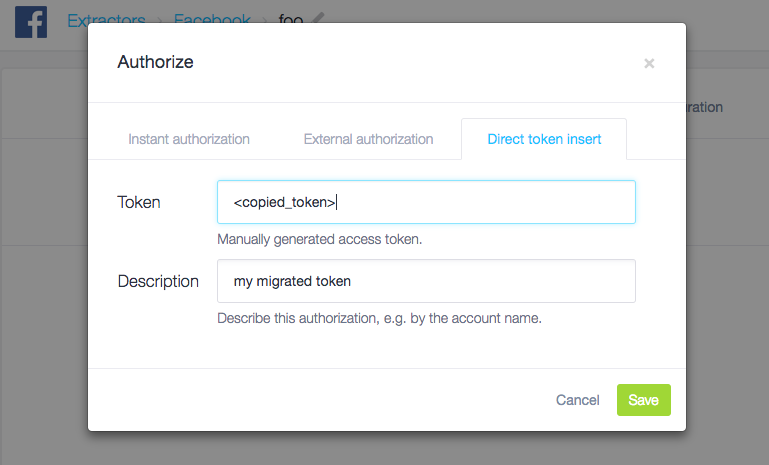 Extractors > Facebook > foo
Authorize ×
ration
Instant authorization External authorization Direct token insert
Token <copied_token>
Manually generated access token.
Description my migrated token
Describe this authorization, e.g. by the account name.
Cancel Save